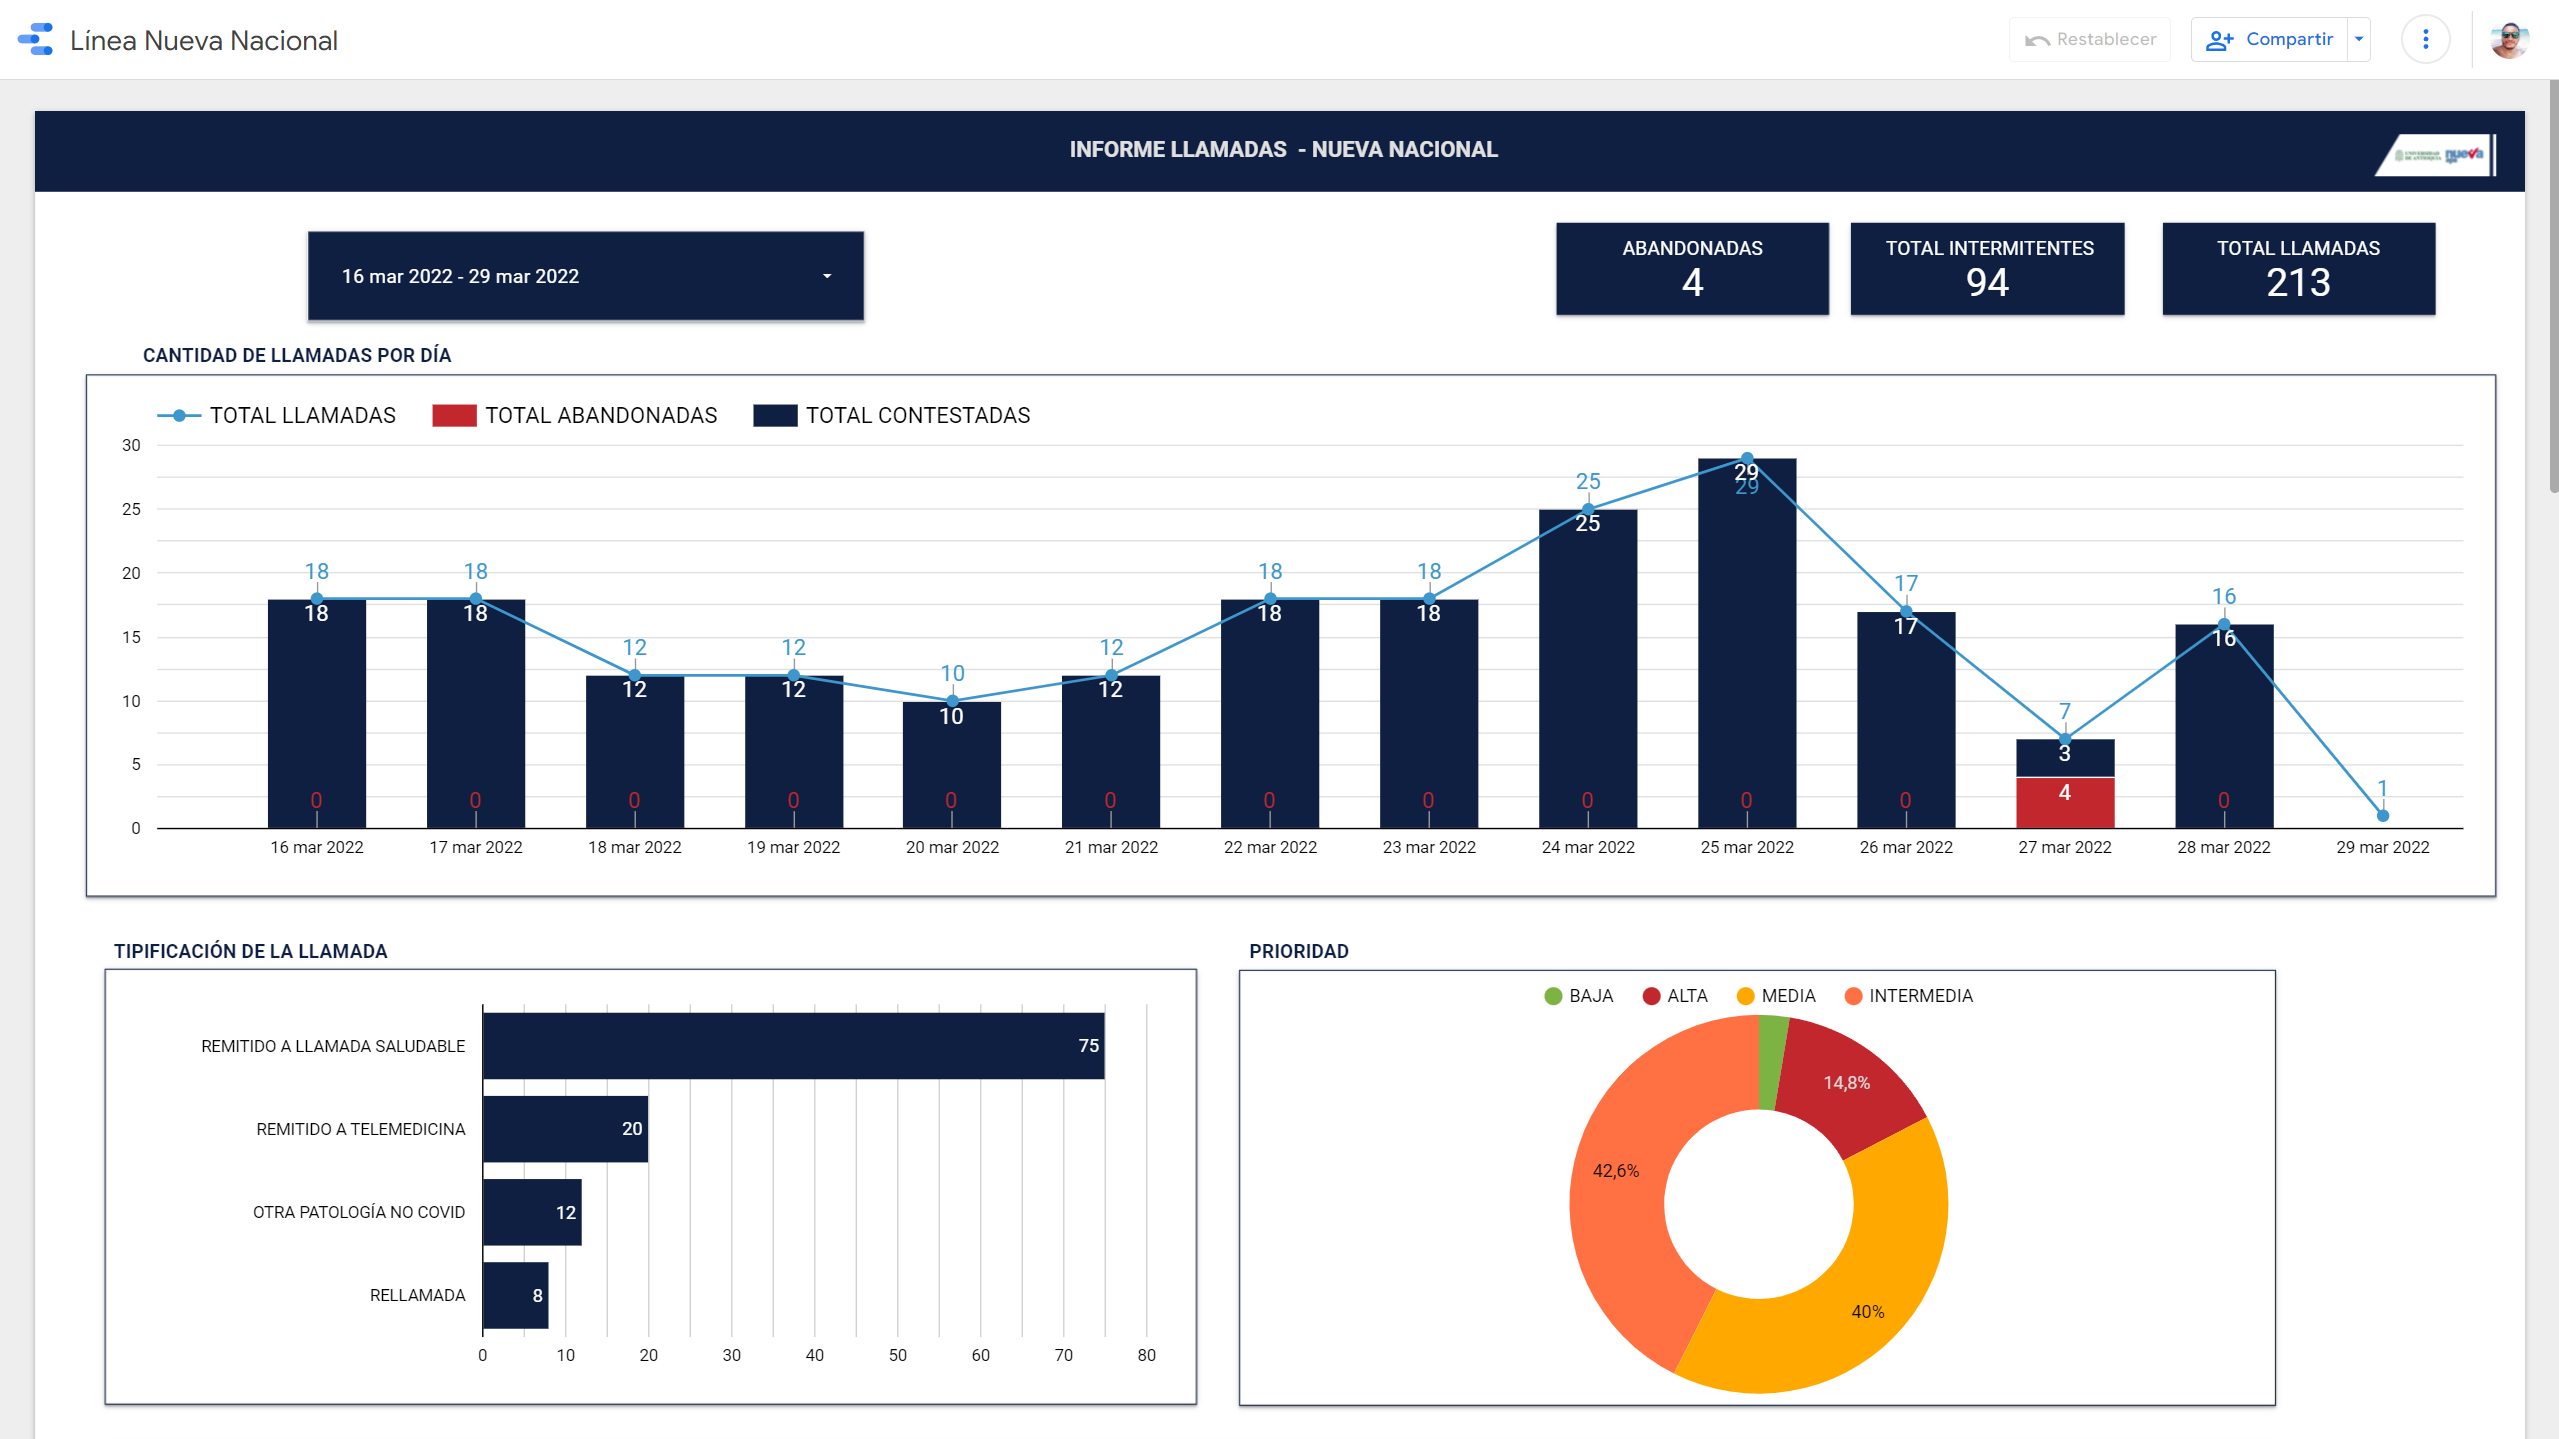 Línea Nueva Nacional
Restablecer
Compartir
INFORME LLAMADAS - NUEVA NACIONAL
UNIVERSIDAD
DE ANTIOQUIA
nueva
eps
16 mar 2022 - 29 mar 2022
ABANDONADAS
4
TOTAL INTERMITENTES
94
TOTAL LLAMADAS
213
CANTIDAD DE LLAMADAS POR DÍA
TOTAL LLAMADAS TOTAL ABANDONADAS TOTAL CONTESTADAS
30
25
20
15
10
5
0
18 18 12 12 10 12 18 18 25 29 17 7 16 1
18 18 12 12 10 12 18 18 25 29 17 3 16
0 0 0 0 0 0 0 0 0 0 0 4 0
16 mar 2022 17 mar 2022 18 mar 2022 19 mar 2022 20 mar 2022 21 mar 2022 22 mar 2022 23 mar 2022 24 mar 2022 25 mar 2022 26 mar 2022 27 mar 2022 28 mar 2022 29 mar 2022
TIPIFICACIÓN DE LA LLAMADA
REMITIDO A LLAMADA SALUDABLE 75
REMITIDO A TELEMEDICINA 20
OTRA PATOLOGÍA NO COVID 12
RELLAMADA 8
0 10 20 30 40 50 60 70 80
PRIORIDAD
BAJA ALTA MEDIA INTERMEDIA
14,8%
42,6%
40%